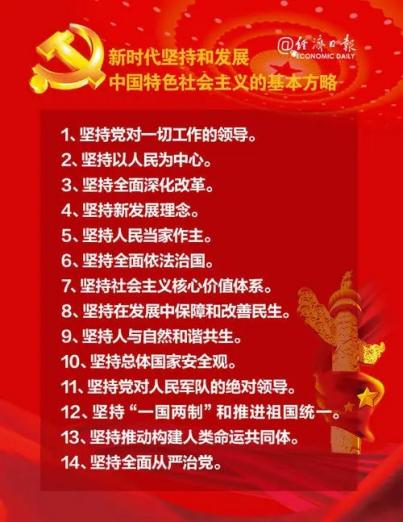 新时代坚持和发展
中国特色社会主义的基本方略
@经济日报
ECONOMIC DAILY
1、坚持党对一切工作的领导。
2、坚持以人民为中心。
3、坚持全面深化改革。
4、坚持新发展理念。
5、坚持人民当家作主。
6、坚持全面依法治国。
7、坚持社会主义核心价值体系。
8、坚持在发展中保障和改善民生。
9、坚持人与自然和谐共生。
10、坚持总体国家安全观。
11、坚持党对人民军队的绝对领导。
12、坚持“一国两制”和推进祖国统一。
13、坚持推动构建人类命运共同体。
14、坚持全面从严治党。